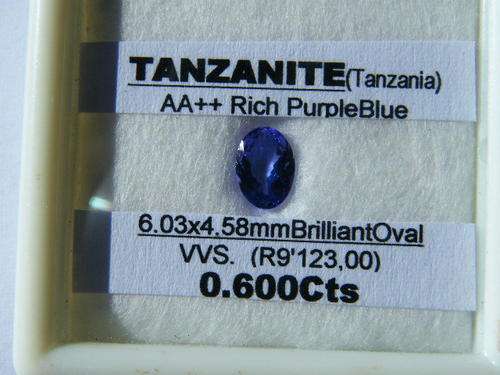 TANZANITE(Tanzania)
AA++ Rich PurpleBlue
6.03x4.58mmBrilliantOval
VVS. (R9'123,00)
0.600Cts